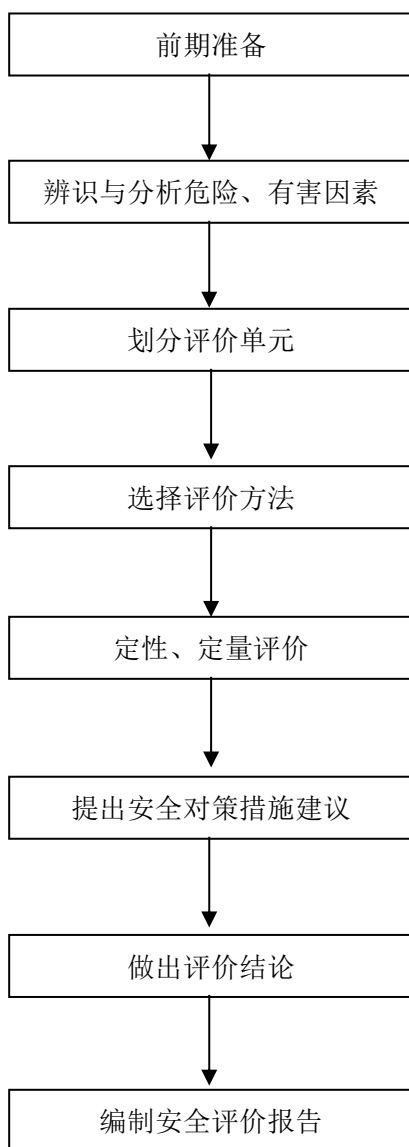 前期准备
辨识与分析危险、有害因素
划分评价单元
选择评价方法
定性、定量评价
提出安全对策措施建议
做出评价结论
编制安全评价报告